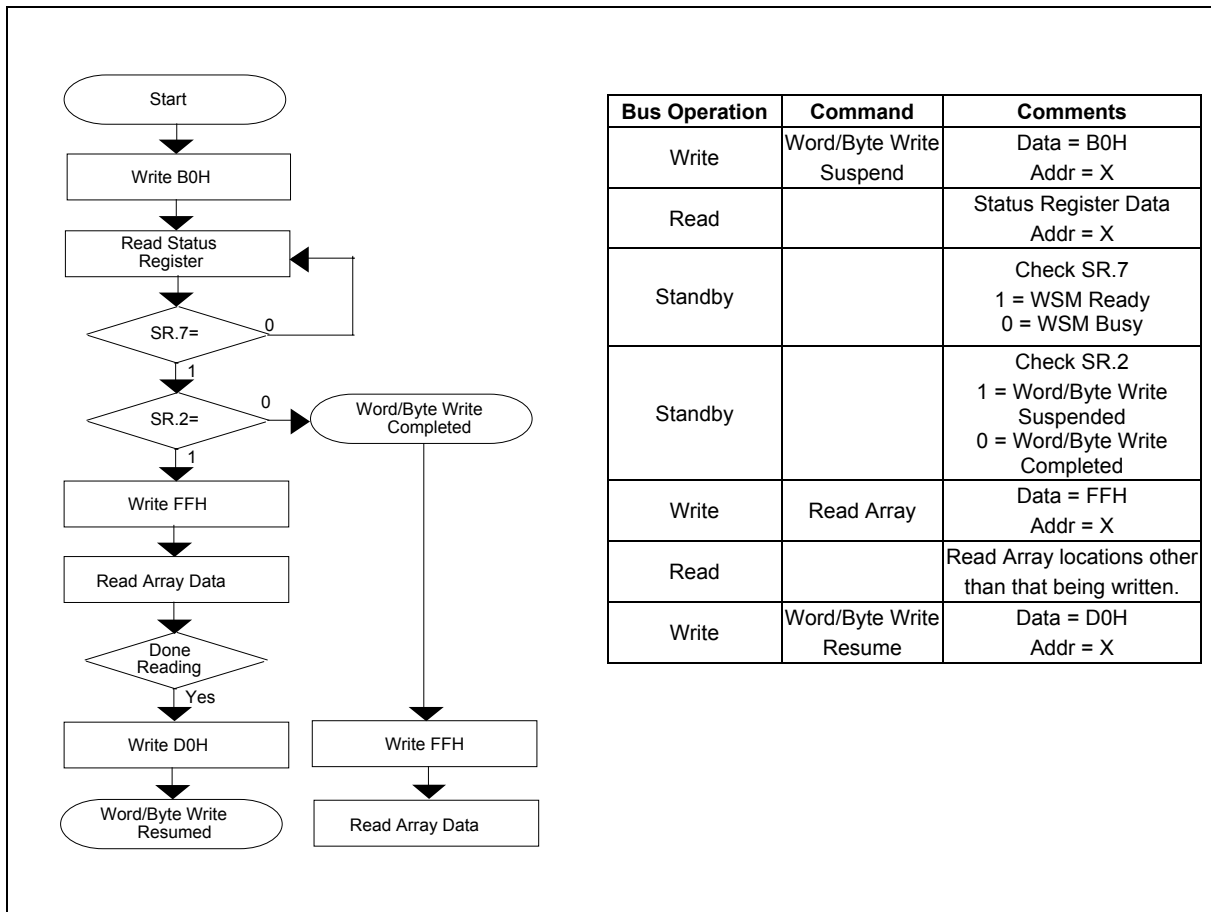 Start
Write B0H
Read Status
Register
SR.7=
0
1
SR.2=
0
Word/Byte Write
Completed
1
Write FFH
Read Array Data
Done
Reading
Yes
Write D0H
Write FFH
Word/Byte Write
Resumed
Read Array Data
Bus Operation Command Comments
Write Word/Byte Write Suspend Data = B0H
Addr = X
Read Status Register Data
Addr = X
Standby Check SR.7
1 = WSM Ready
0 = WSM Busy
Standby Check SR.2
1 = Word/Byte Write
Suspended
0 = Word/Byte Write
Completed
Write Read Array Data = FFH
Addr = X
Read Read Array locations other
than that being written.
Write Word/Byte Write Resume Data = D0H
Addr = X